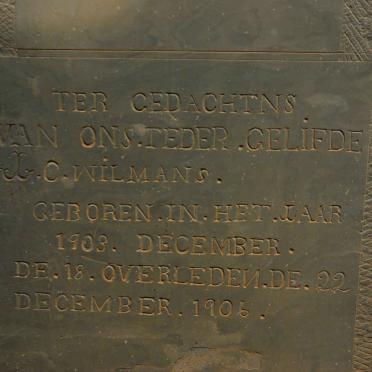 TER GEDACHTNS.
VAN ONS.TEDER.GELIFDE
J.C.WILMANS.
GEBOREN.IN.HET.JAAR
1903. DECEMBER.
DE.18.OVERLEDEN.DE.22
DECEMBER.1906.